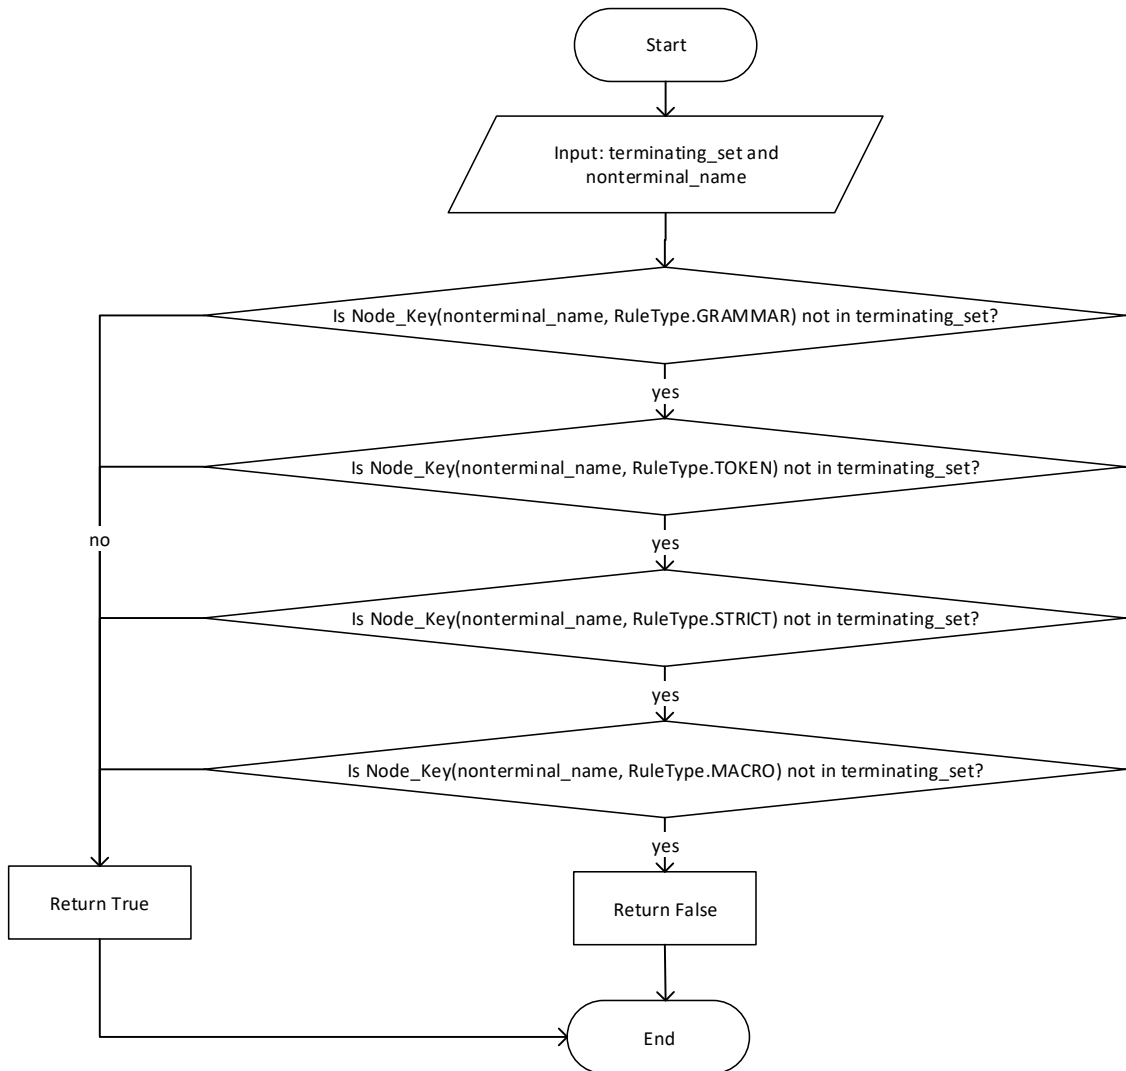 Start
Input: terminating_set and
nonterminal_name
Is Node_Key(nonterminal_name, RuleType.GRAMMAR) not in terminating_set?
yes
Is Node_Key(nonterminal_name, RuleType.TOKEN) not in terminating_set?
no
yes
Is Node_Key(nonterminal_name, RuleType.STRICT) not in terminating_set?
yes
Is Node_Key(nonterminal_name, RuleType.MACRO) not in terminating_set?
yes
Return True
Return False
End